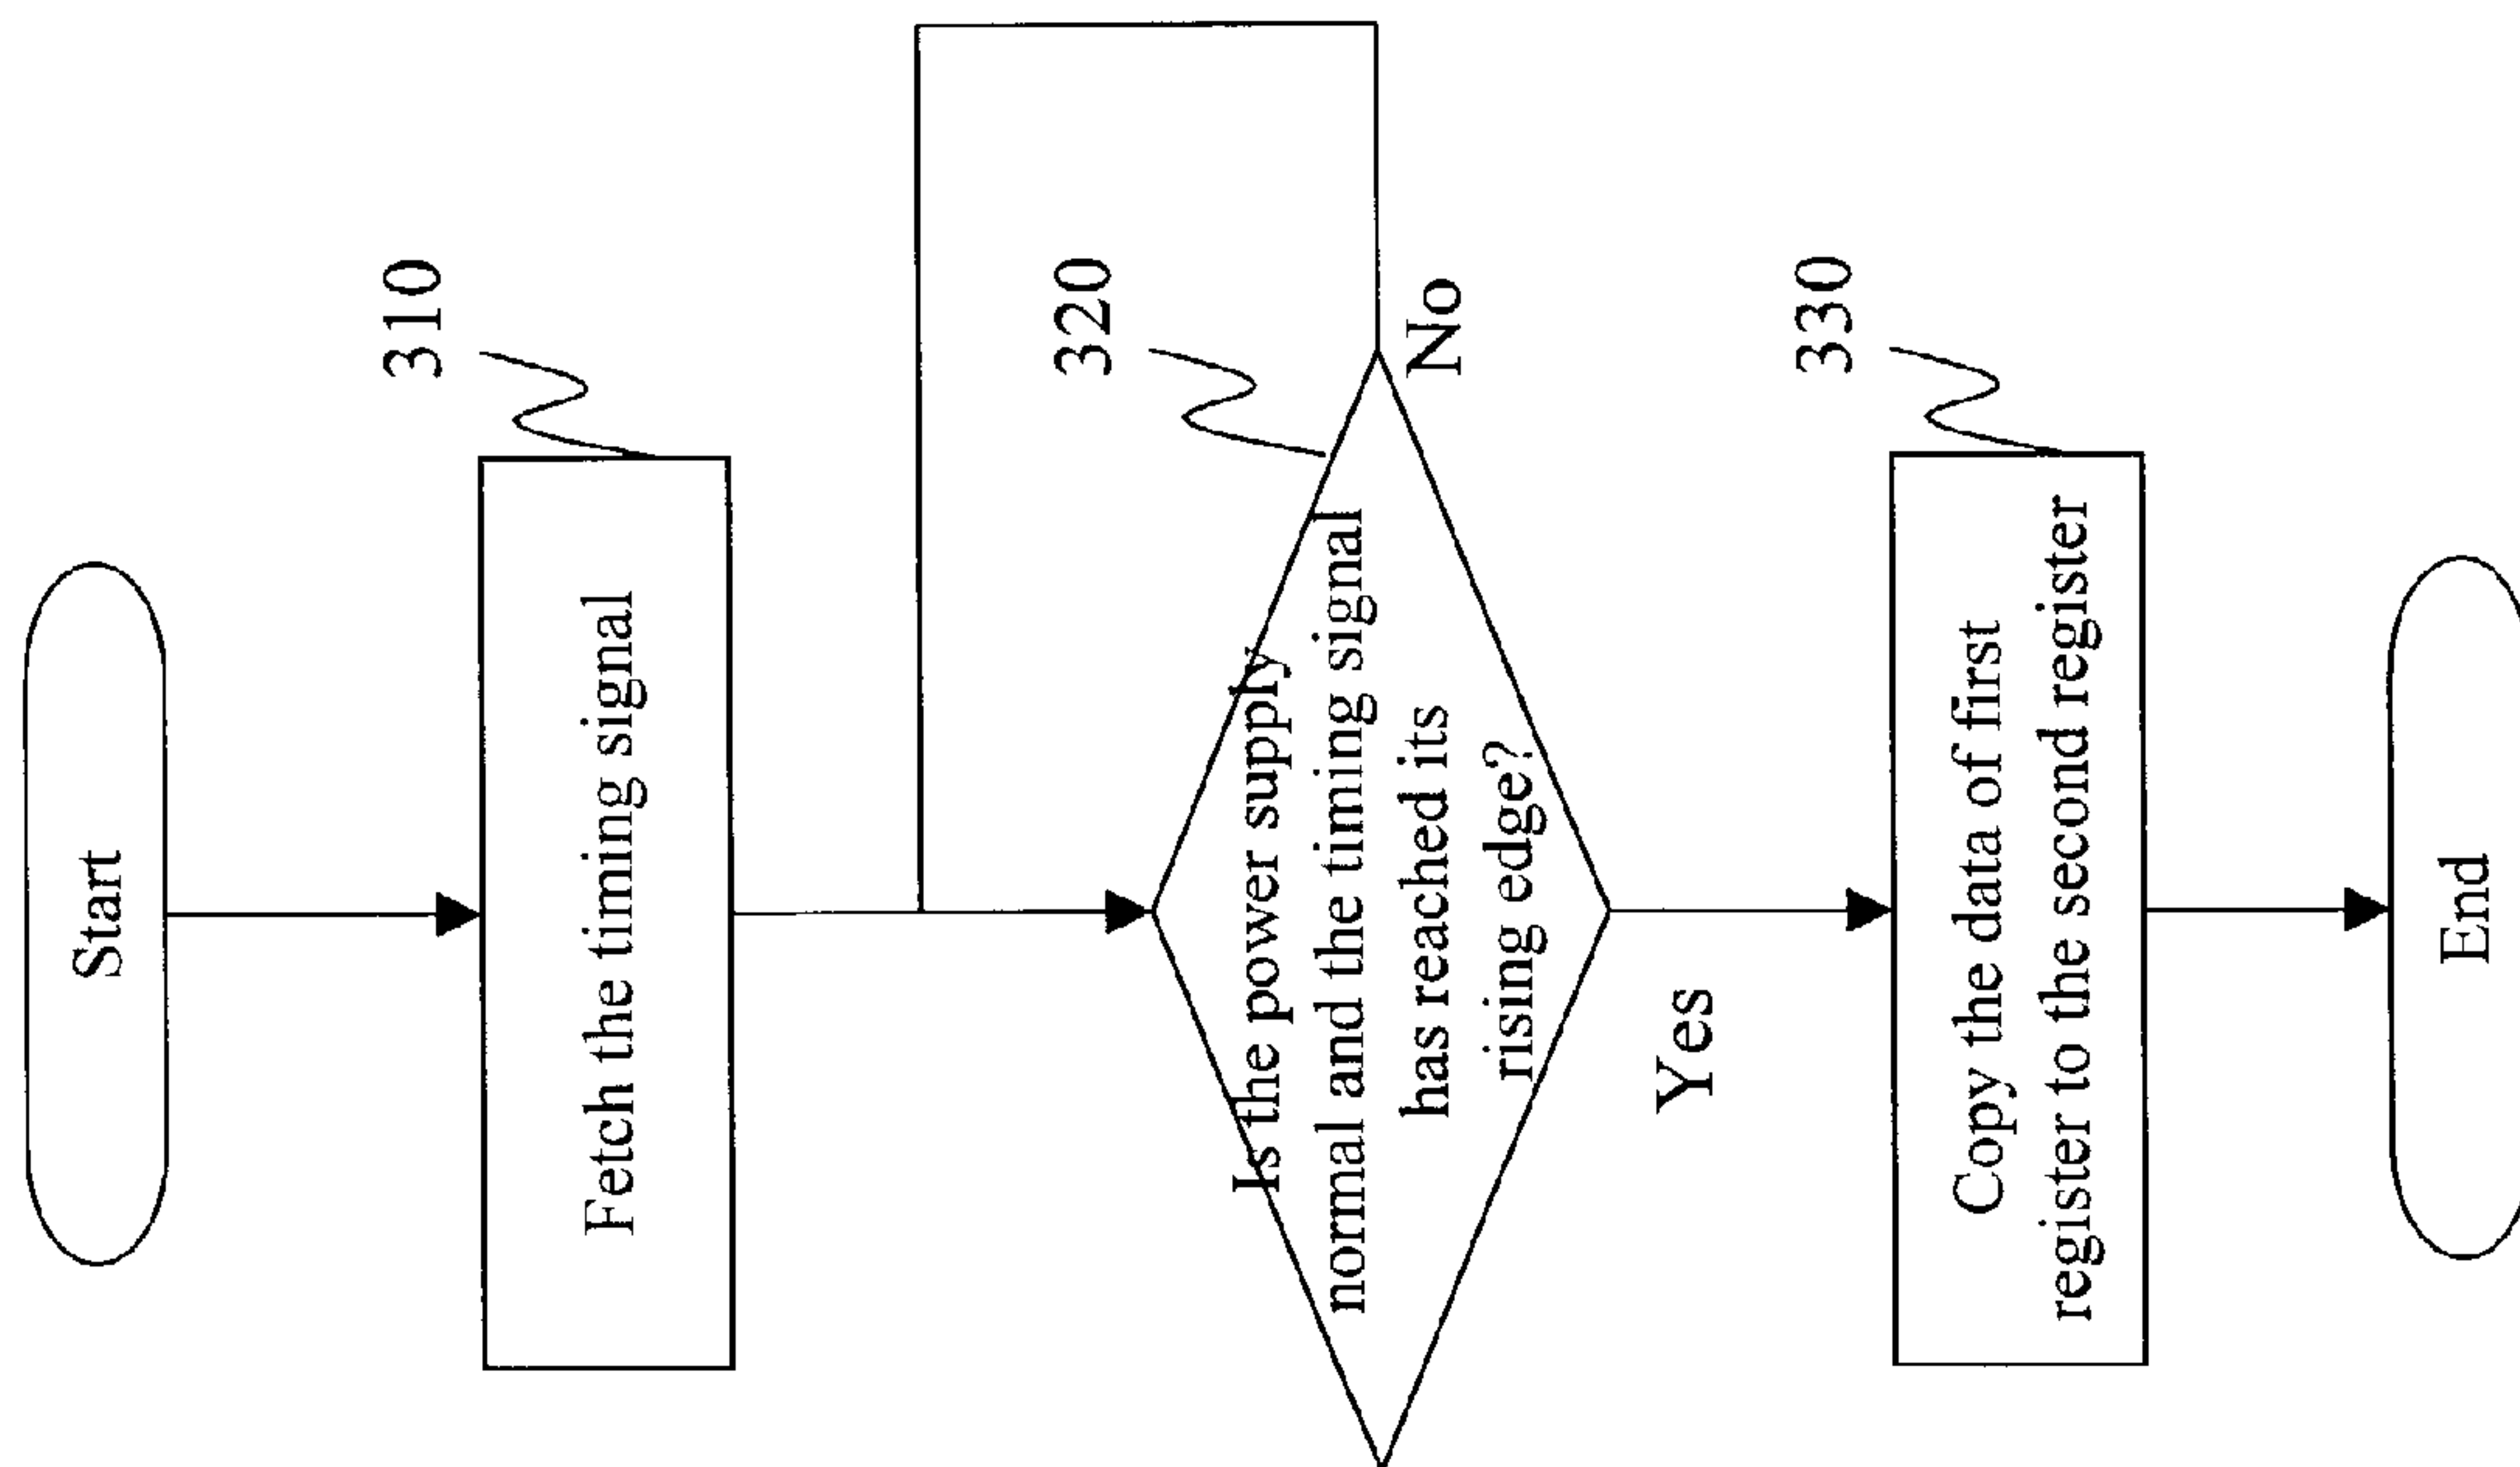 Start
310
Fetch the timing signal
320
Is the power supply
normal and the timing signal
has reached its
rising edge?
No
Yes
330
Copy the data of first
register to the second register
End